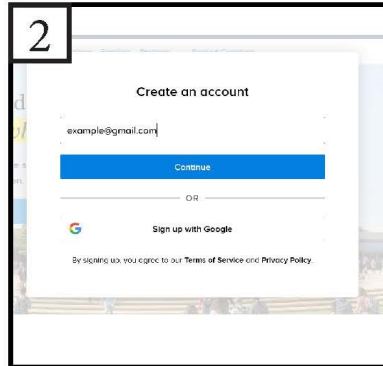 2
Create an account
example@gmail.com
Continue
OR
Sign up with Google
By signing up, you agree to our Terms of Service and Privacy Policy.